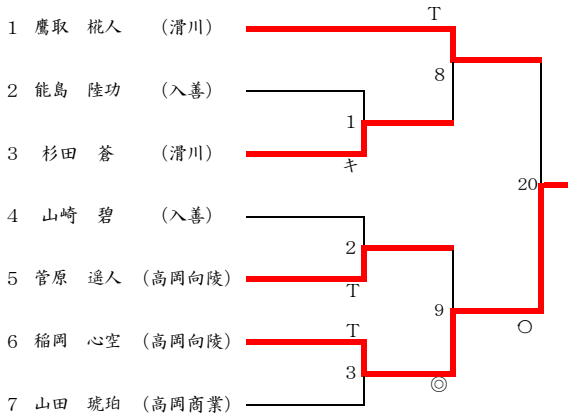 T
1 鷹取 椛人 (滑川)
8
2 能島 陸功 (入善)
1
3 杉田 蒼 (滑川)
キ
20
4 山崎 碧 (入善)
2
5 菅原 遥人 (高岡向陵)
T
9
T
○
6 稲岡 心空 (高岡向陵)
3
◎
7 山田 琥珀 (高岡商業)